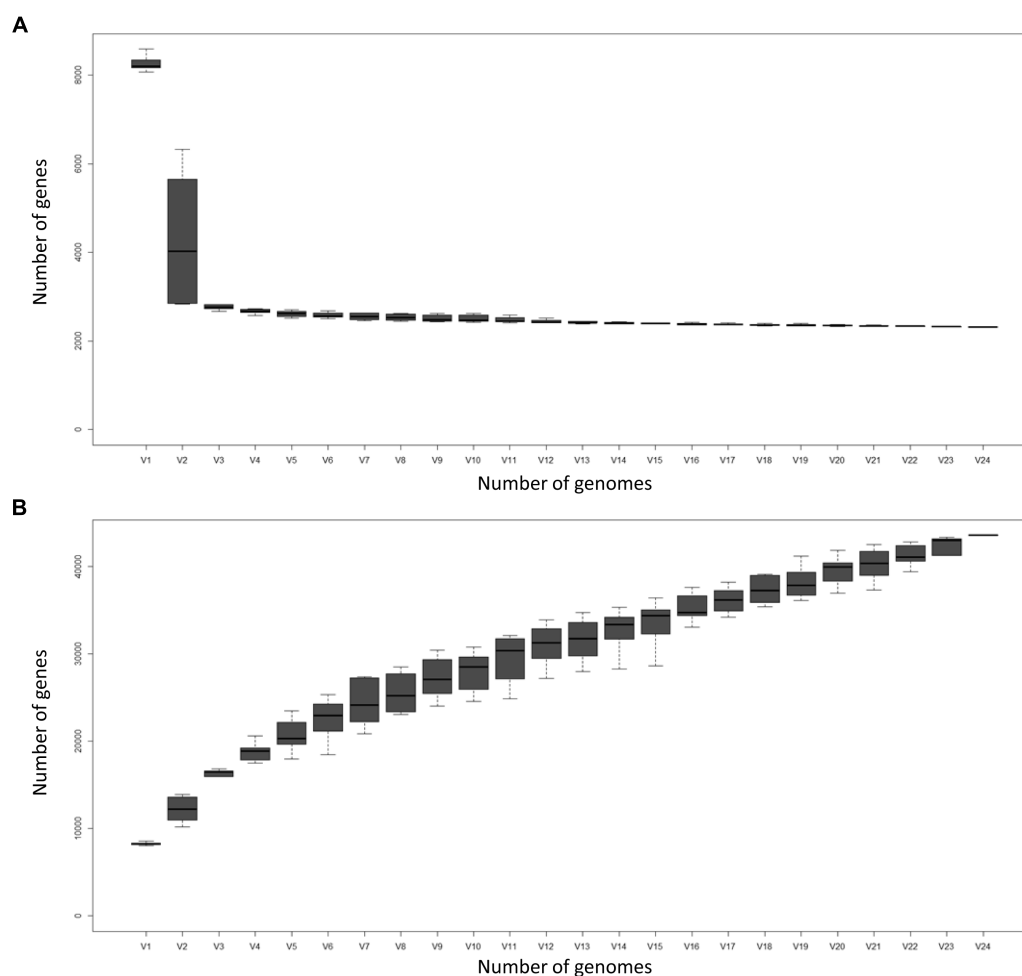 A
Number of genes
8000
6000
4000
2000
0
V1 V2 V3 V4 V5 V6 V7 V8 V9 V10 V11 V12 V13 V14 V15 V16 V17 V18 V19 V20 V21 V22 V23 V24
Number of genomes
B
Number of genes
40000
30000
20000
10000
0
V1 V2 V3 V4 V5 V6 V7 V8 V9 V10 V11 V12 V13 V14 V15 V16 V17 V18 V19 V20 V21 V22 V23 V24
Number of genomes